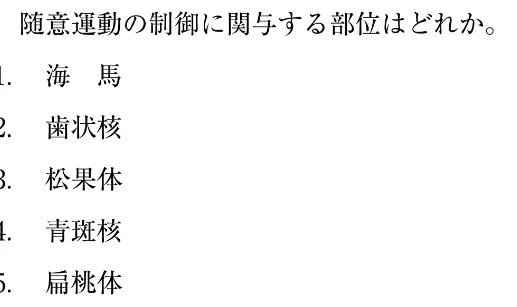 随意運動の制御に関与する部位はどれか。
1. 海　馬
2. 歯状核
3. 松果体
4. 青斑核
5. 扁桃体